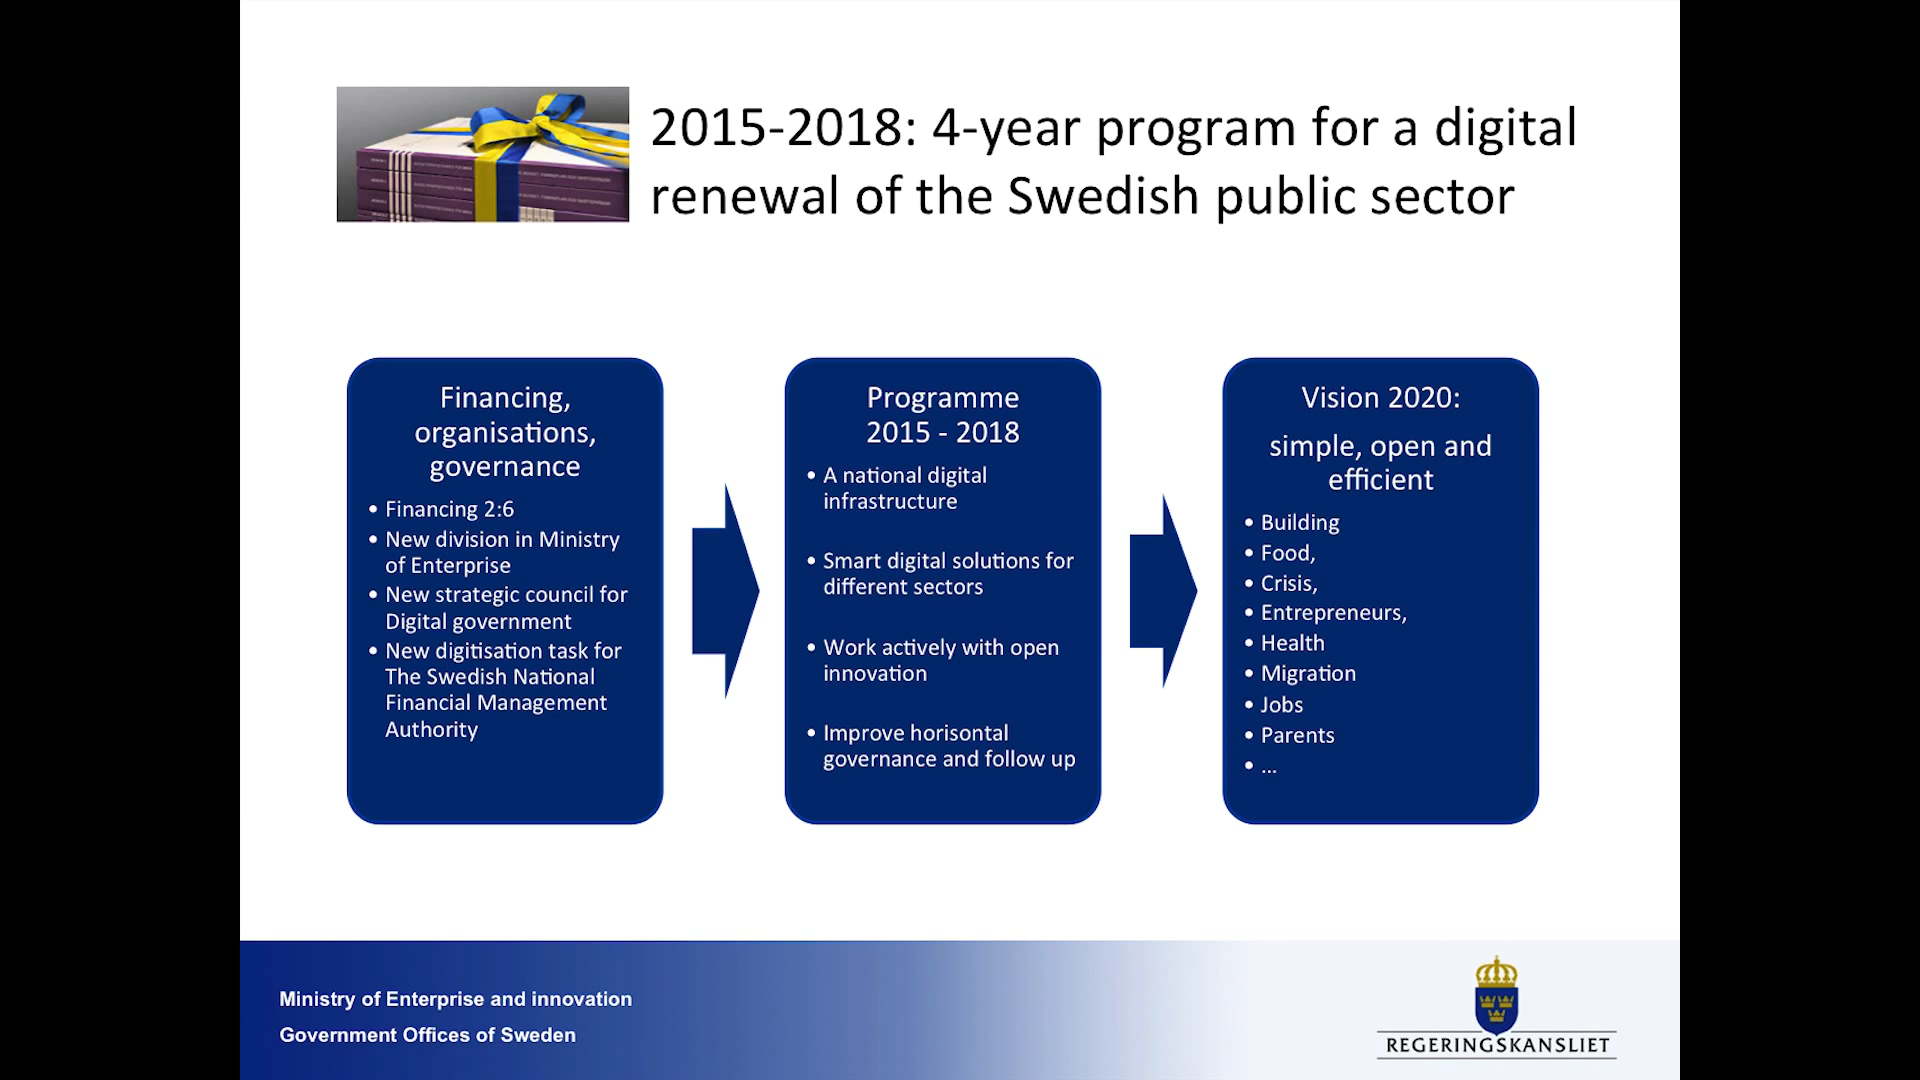 2015-2018: 4-year program for a digital
renewal of the Swedish public sector
Financing,
organisations,
governance
• Financing 2:6
• New division in Ministry
of Enterprise
• New strategic council for
Digital government
• New digitisation task for
The Swedish National
Financial Management
Authority
Programme
2015 - 2018
• A national digital
infrastructure
• Smart digital solutions for
different sectors
• Work actively with open
innovation
• Improve horisontal
governance and follow up
Vision 2020:
simple, open and
efficient
• Building
• Food,
• Crisis,
• Entrepreneurs,
• Health
• Migration
• Jobs
• Parents
• ...
Ministry of Enterprise and innovation
Government Offices of Sweden
REGERINGSKANSLIET